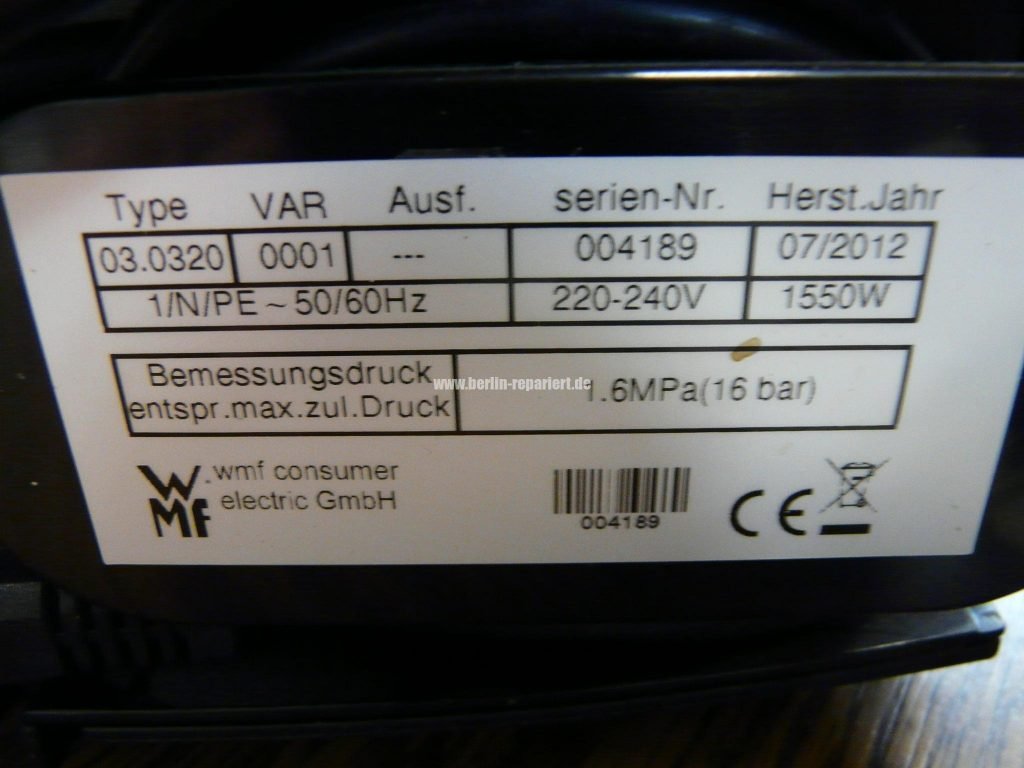 Type VAR Ausf. serien-Nr. Herst.Jahr
03.0320 0001 --- 004189 07/2012
1/N/PE ~ 50/60Hz 220-240V 1550W
Bemessungsdruck
entspr.max.zul.Druck 1.6MPa(16 bar)
www.berlin-repariert.de
WMF wmf consumer
electric GmbH
004189
CE